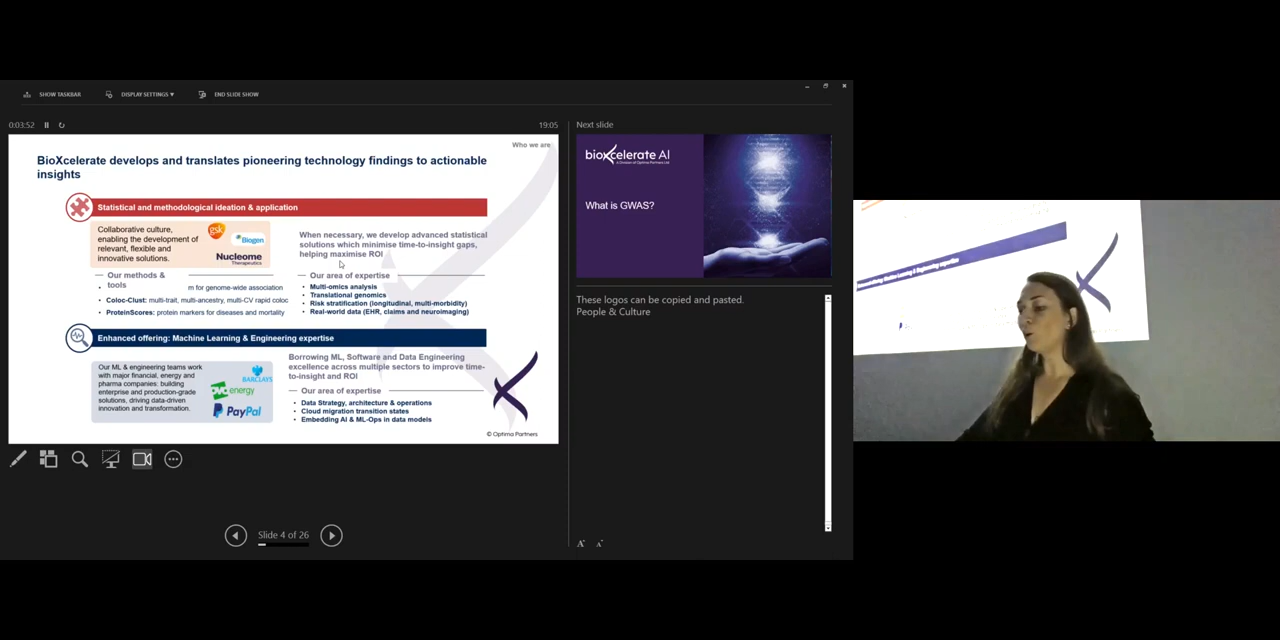 SHOW TASKBAR
DISPLAY SETTINGS ▼
END SLIDE SHOW
0:03:52
19:05
Who we are
BioXcelerate develops and translates pioneering technology findings to actionable
insights
Statistical and methodological ideation & application
Collaborative culture,
enabling the development of
relevant, flexible and
innovative solutions.
gsk
Biogen
Nucleome
Therapeutics
When necessary, we develop advanced statistical
solutions which minimise time-to-insight gaps,
helping maximise ROI
Our methods &
tools
m for genome-wide association
Coloc-Clust: multi-trait, multi-ancestry, multi-CV rapid coloc
ProteinScores: protein markers for diseases and mortality
Our area of expertise
Multi-omics analysis
Translational genomics
Risk stratification (longitudinal, multi-morbidity)
Real-world data (EHR, claims and neuroimaging)
Enhanced offering: Machine Learning & Engineering expertise
Our ML & engineering teams work
with major financial, energy and
pharma companies: building
enterprise and production-grade
solutions, driving data-driven
innovation and transformation.
BARCLAYS
energy
PayPal
Borrowing ML, Software and Data Engineering
excellence across multiple sectors to improve time-
to-insight and ROI
Our area of expertise
Data Strategy, architecture & operations
Cloud migration transition states
Embedding AI & ML-Ops in data models
© Optima Partners
Slide 4 of 26
Next slide
bioxcelerate AI
A Division of Optima Partners Ltd
What is GWAS?
These logos can be copied and pasted.
People & Culture
A
A